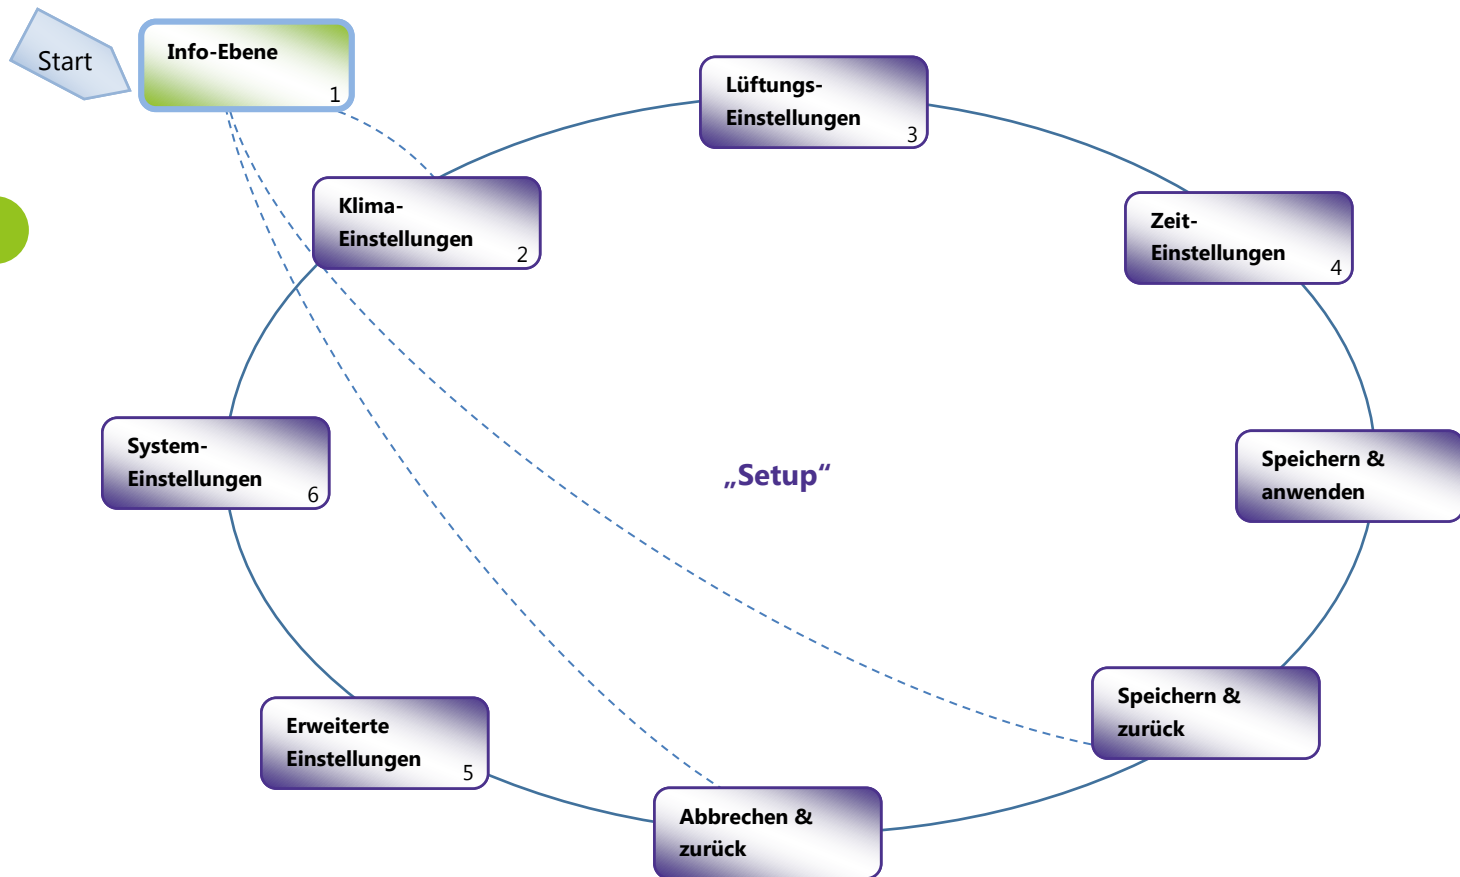 Start
Info-Ebene
1
Lüftungs-
Einstellungen
3
Klima-
Einstellungen
2
Zeit-
Einstellungen
4
System-
Einstellungen
6
„Setup“
Speichern &
anwenden
Erweiterte
Einstellungen
5
Speichern &
zurück
Abbrechen &
zurück